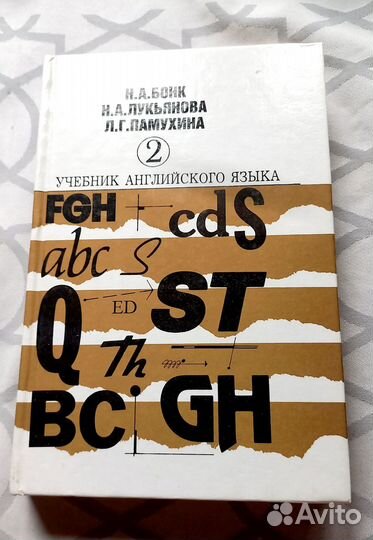 Н.А.БОНК
Н.А.ЛУКЬЯНОВА
Л.Г.ПАМУХИНА
2
УЧЕБНИК АНГЛИЙСКОГО ЯЗЫКА
FGH cdS
abc S
Q ED ST
Th
BC GH
Avito